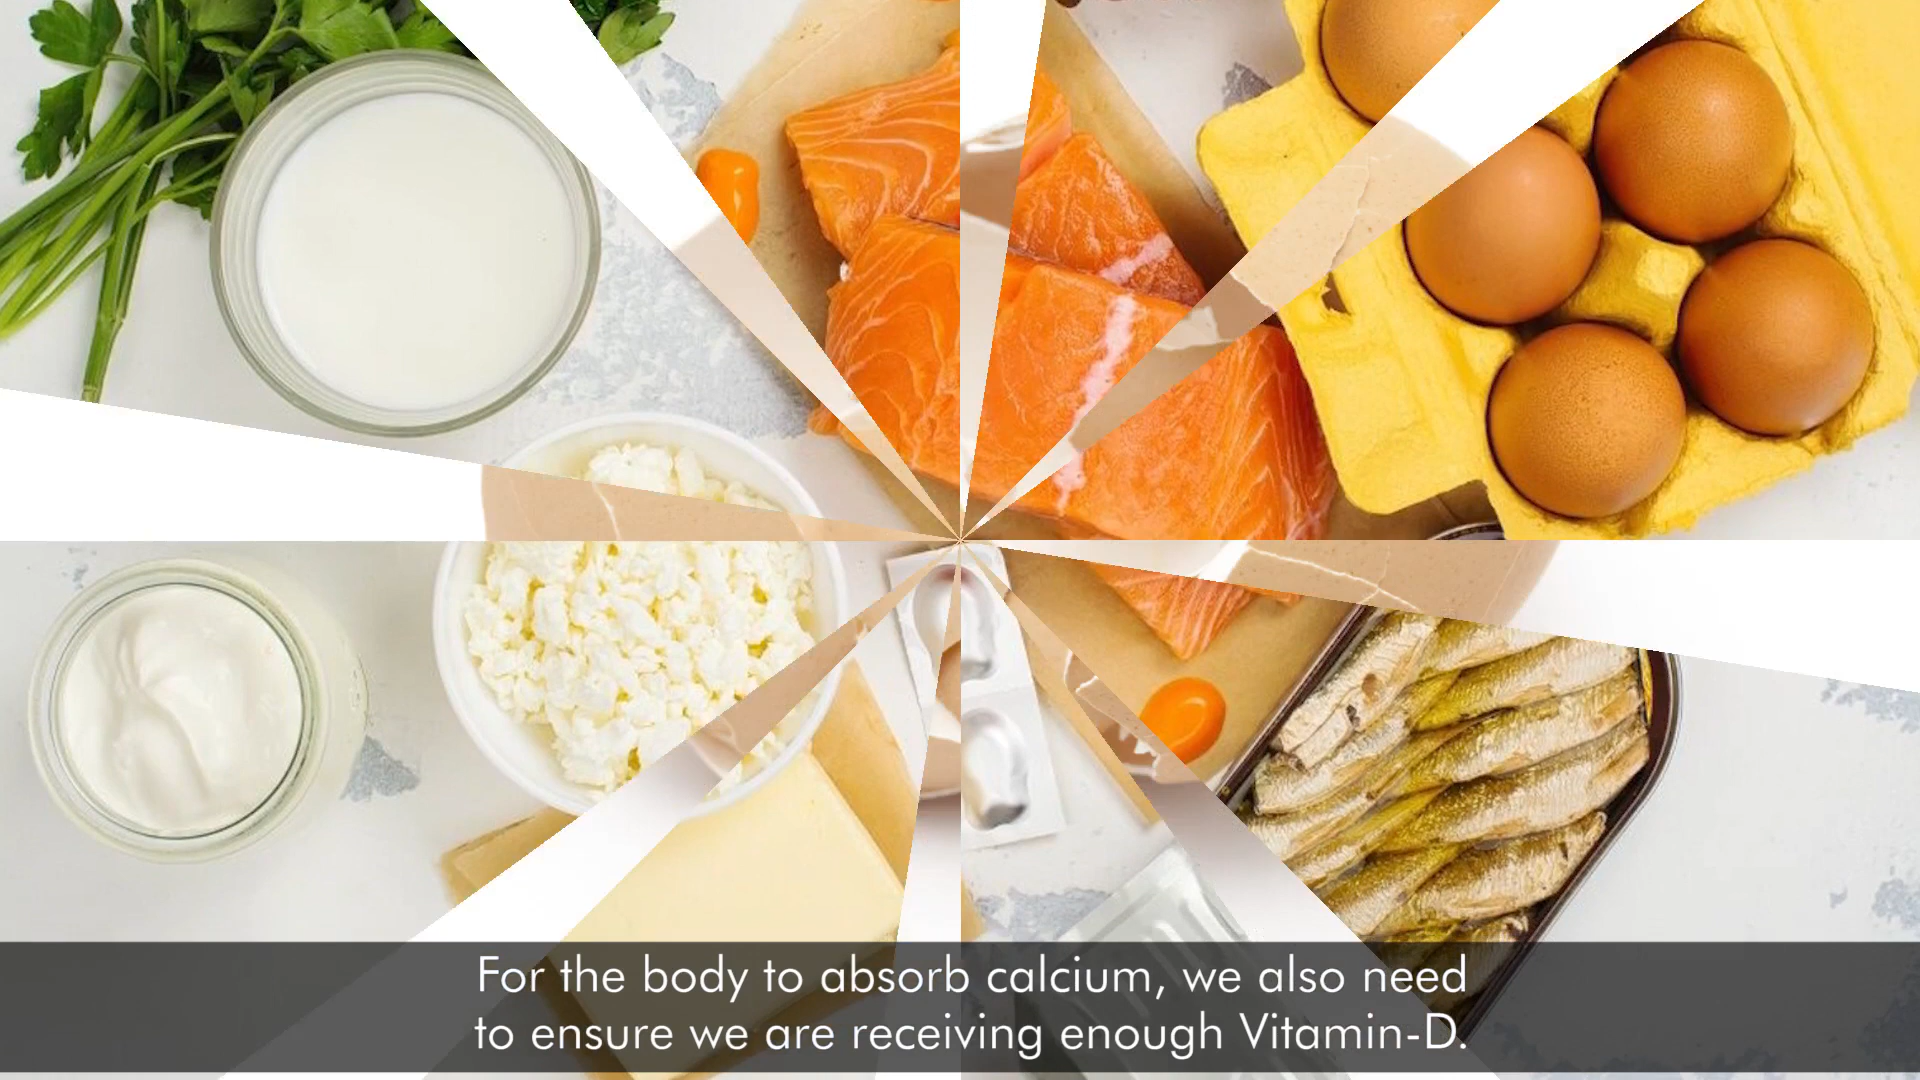 For the body to absorb calcium, we also need
to ensure we are receiving enough Vitamin-D.